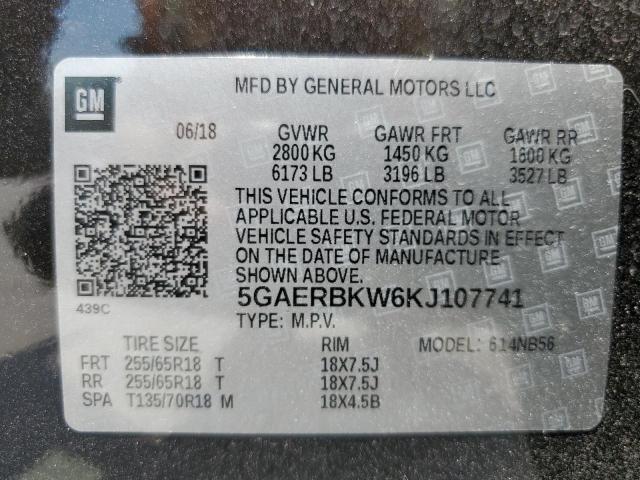 GM
MFD BY GENERAL MOTORS LLC
06/18 GVWR GAWR FRT GAWR RR
2800 KG 1450 KG 1600 KG
6173 LB 3196 LB 3527 LB
THIS VEHICLE CONFORMS TO ALL
APPLICABLE U.S. FEDERAL MOTOR
VEHICLE SAFETY STANDARDS IN EFFECT
ON THE DATE OF MANUFACTURE
SHOWN ABOVE.
439C
5GAERBKW6KJ107741
TYPE: M.P.V.
TIRE SIZE RIM MODEL: 614NB56
FRT 255/65R18 T 18X7.5J
RR 255/65R18 T 18X7.5J
SPA T135/70R18 M 18X4.5B